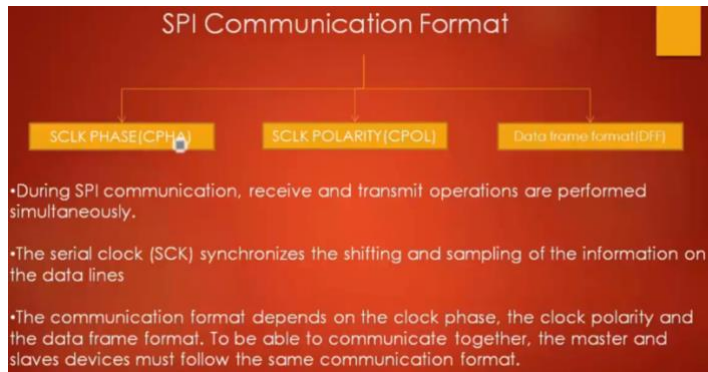 SPI Communication Format
SCLK PHASE(CPHA)
SCLK POLARITY(CPOL)
Data frame format(DFF)
•During SPI communication, receive and transmit operations are performed
simultaneously.
•The serial clock (SCK) synchronizes the shifting and sampling of the information on
the data lines
•The communication format depends on the clock phase, the clock polarity and
the data frame format. To be able to communicate together, the master and
slaves devices must follow the same communication format.